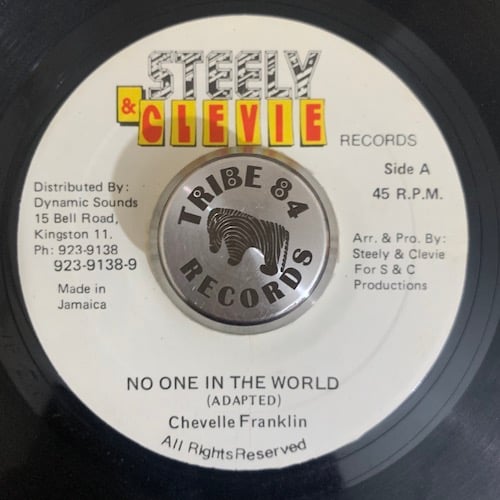 STEELY
& CLEVIE
RECORDS
Side A
45 R.P.M.
Distributed By:
Dynamic Sounds
15 Bell Road,
Kingston 11.
Ph: 923-9138
923-9138-9
Made in
Jamaica
TRIBE 84
RECORDS
Arr. & Pro. By:
Steely & Clevie
For S & C
Productions
NO ONE IN THE WORLD
(ADAPTED)
Chevelle Franklin
All Rights Reserved